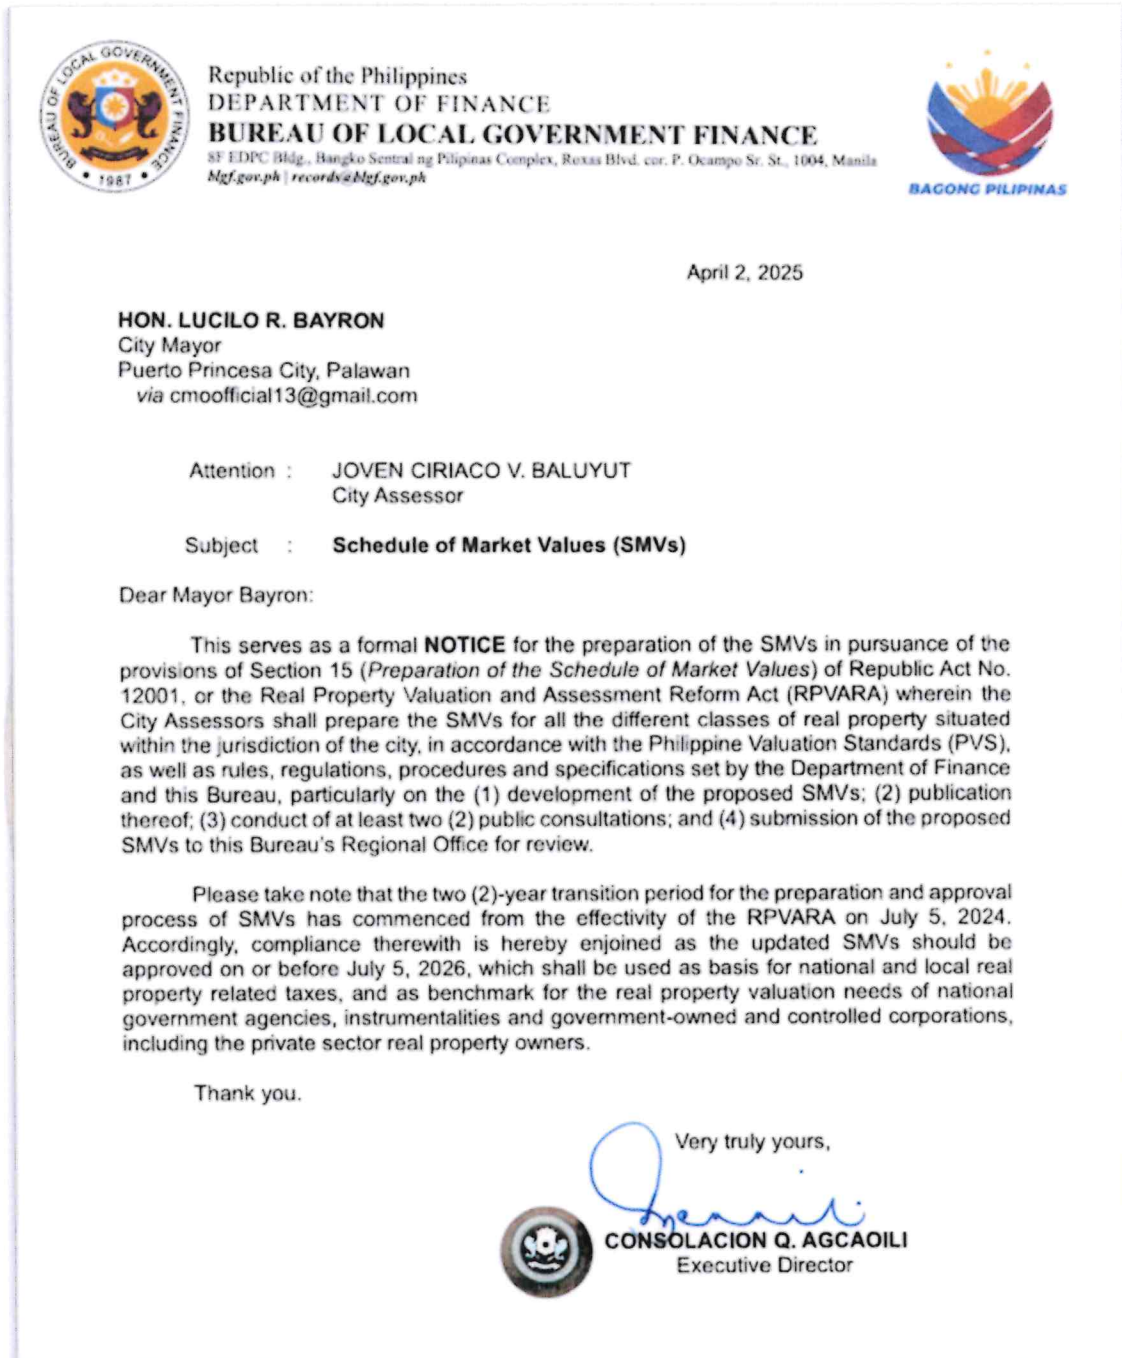 BUREAU OF LOCAL GOVERNMENT FINANCE
• 1987 •
Republic of the Philippines
DEPARTMENT OF FINANCE
BUREAU OF LOCAL GOVERNMENT FINANCE
8F EDPC Bldg., Bangko Sentral ng Pilipinas Complex, Roxas Blvd. cor. P. Ocampo Sr. St., 1004, Manila
blgf.gov.ph | records@blgf.gov.ph
BAGONG PILIPINAS
April 2, 2025
HON. LUCILO R. BAYRON
City Mayor
Puerto Princesa City, Palawan
via cmoofficial13@gmail.com
Attention : JOVEN CIRIACO V. BALUYUT
City Assessor
Subject : Schedule of Market Values (SMVs)
Dear Mayor Bayron:
This serves as a formal NOTICE for the preparation of the SMVs in pursuance of the
provisions of Section 15 (Preparation of the Schedule of Market Values) of Republic Act No.
12001, or the Real Property Valuation and Assessment Reform Act (RPVARA) wherein the
City Assessors shall prepare the SMVs for all the different classes of real property situated
within the jurisdiction of the city, in accordance with the Philippine Valuation Standards (PVS),
as well as rules, regulations, procedures and specifications set by the Department of Finance
and this Bureau, particularly on the (1) development of the proposed SMVs; (2) publication
thereof; (3) conduct of at least two (2) public consultations; and (4) submission of the proposed
SMVs to this Bureau's Regional Office for review.
Please take note that the two (2)-year transition period for the preparation and approval
process of SMVs has commenced from the effectivity of the RPVARA on July 5, 2024.
Accordingly, compliance therewith is hereby enjoined as the updated SMVs should be
approved on or before July 5, 2026, which shall be used as basis for national and local real
property related taxes, and as benchmark for the real property valuation needs of national
government agencies, instrumentalities and government-owned and controlled corporations,
including the private sector real property owners.
Thank you.
Very truly yours,
CONSOLACION Q. AGCAOILI
Executive Director